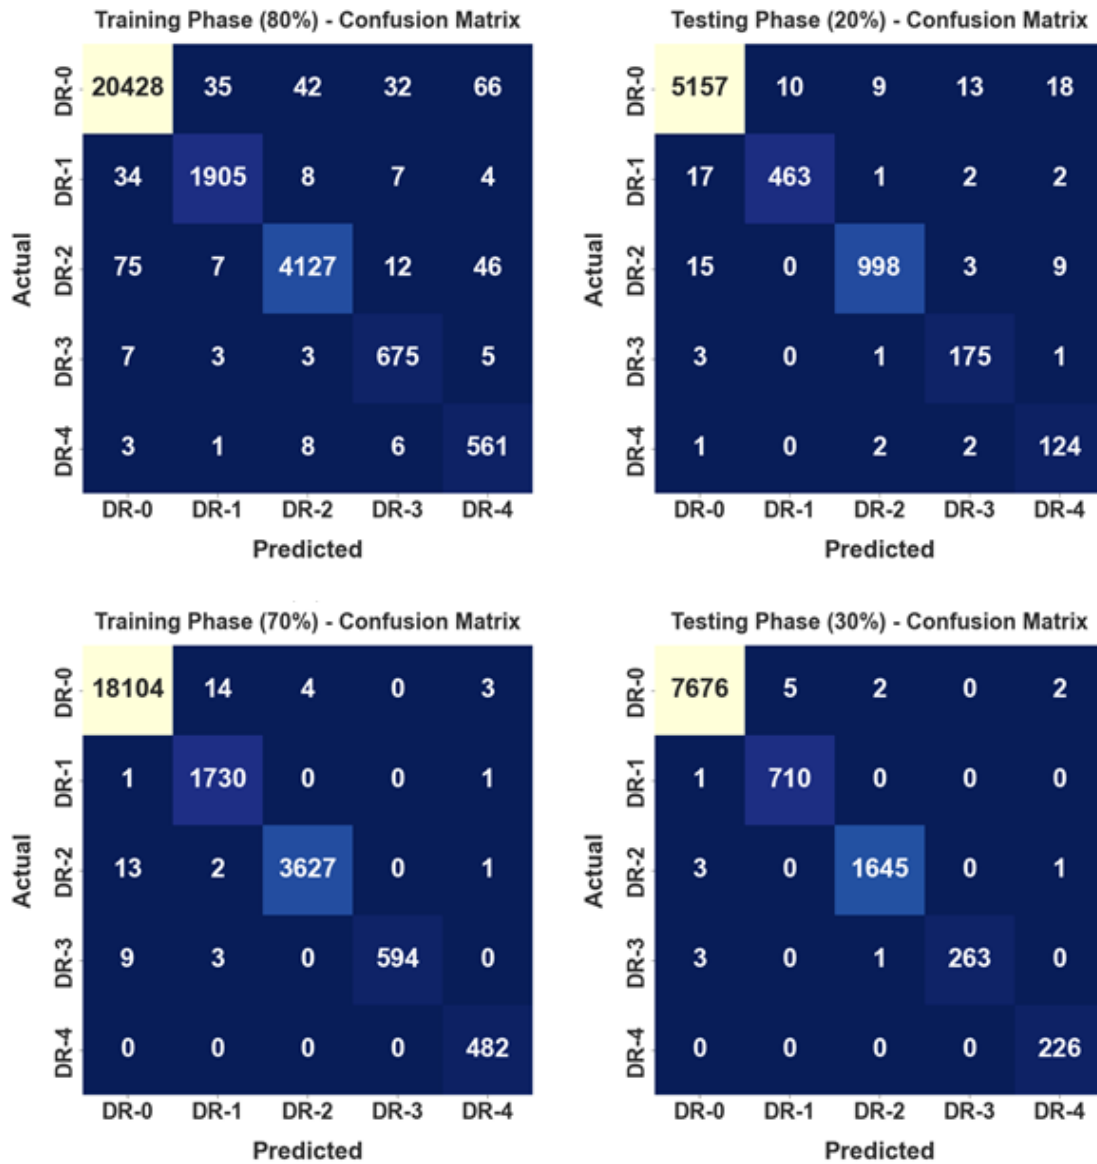 Training Phase (80%) - Confusion Matrix
DR-0 20428 35 42 32 66
DR-1 34 1905 8 7 4
DR-2 75 7 4127 12 46
DR-3 7 3 3 675 5
DR-4 3 1 8 6 561
DR-0 DR-1 DR-2 DR-3 DR-4
Actual
Predicted
Testing Phase (20%) - Confusion Matrix
DR-0 5157 10 9 13 18
DR-1 17 463 1 2 2
DR-2 15 0 998 3 9
DR-3 3 0 1 175 1
DR-4 1 0 2 2 124
DR-0 DR-1 DR-2 DR-3 DR-4
Actual
Predicted
Training Phase (70%) - Confusion Matrix
DR-0 18104 14 4 0 3
DR-1 1 1730 0 0 1
DR-2 13 2 3627 0 1
DR-3 9 3 0 594 0
DR-4 0 0 0 0 482
DR-0 DR-1 DR-2 DR-3 DR-4
Actual
Predicted
Testing Phase (30%) - Confusion Matrix
DR-0 7676 5 2 0 2
DR-1 1 710 0 0 0
DR-2 3 0 1645 0 1
DR-3 3 0 1 263 0
DR-4 0 0 0 0 226
DR-0 DR-1 DR-2 DR-3 DR-4
Actual
Predicted